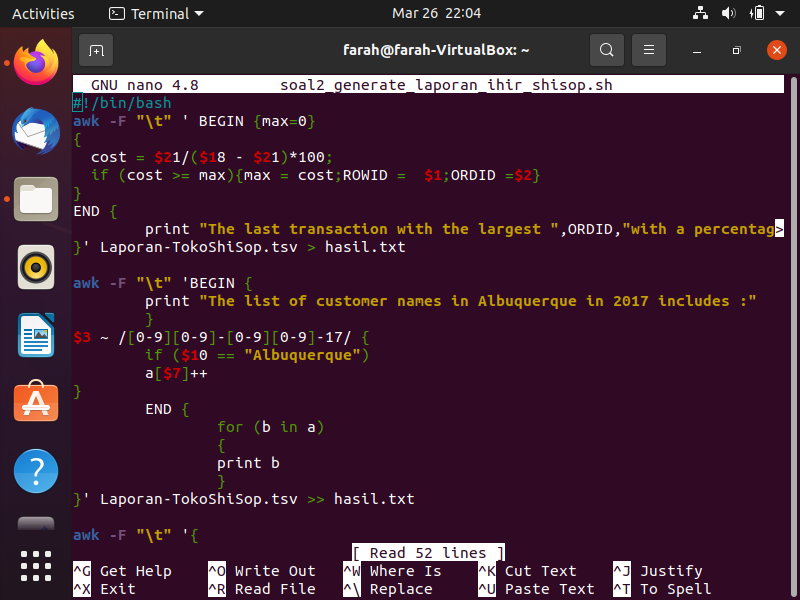 Activities Terminal Mar 26 22:04
farah@farah-VirtualBox: ~
GNU nano 4.8 soal2_generate_laporan_ihir_shisop.sh
#!/bin/bash
awk -F "\t" ' BEGIN {max=0}
{
  cost = $21/($18 - $21)*100;
  if (cost >= max){max = cost;ROWID =  $1;ORDID =$2}
}
END {
        print "The last transaction with the largest ",ORDID,"with a percentag>
}' Laporan-TokoShiSop.tsv > hasil.txt
awk -F "\t" 'BEGIN {
        print "The list of customer names in Albuquerque in 2017 includes :"
        }
$3 ~ /[0-9][0-9]-[0-9][0-9]-17/ {
        if ($10 == "Albuquerque")
        a[$7]++
}
        END {
                for (b in a)
                {
                print b
                }
}' Laporan-TokoShiSop.tsv >> hasil.txt
awk -F "\t" '{
[ Read 52 lines ]
^G Get Help ^O Write Out ^W Where Is ^K Cut Text ^J Justify
^X Exit ^R Read File ^\ Replace ^U Paste Text ^T To Spell